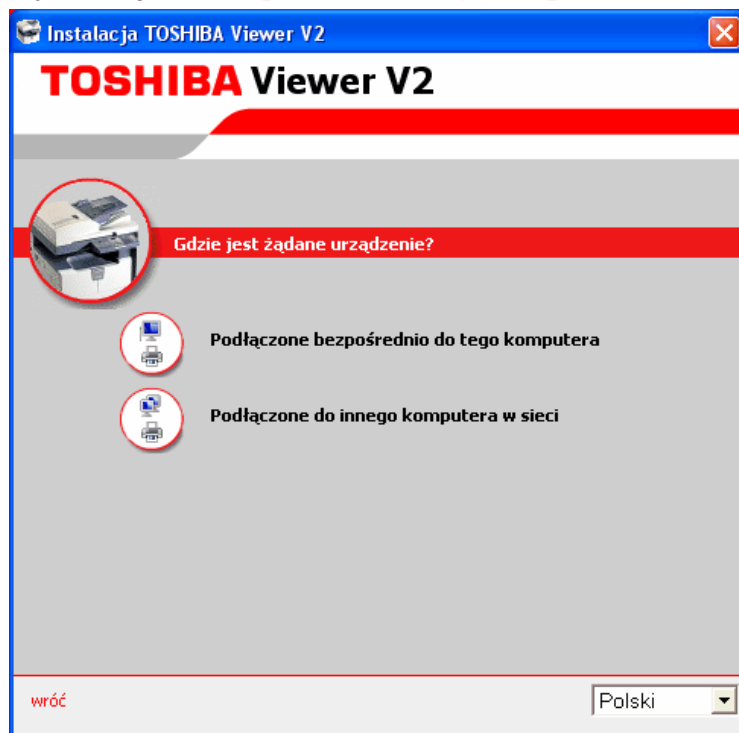 Instalacja TOSHIBA Viewer V2
TOSHIBA Viewer V2
Gdzie jest żądane urządzenie?
Podłączone bezpośrednio do tego komputera
Podłączone do innego komputera w sieci
wróć
Polski